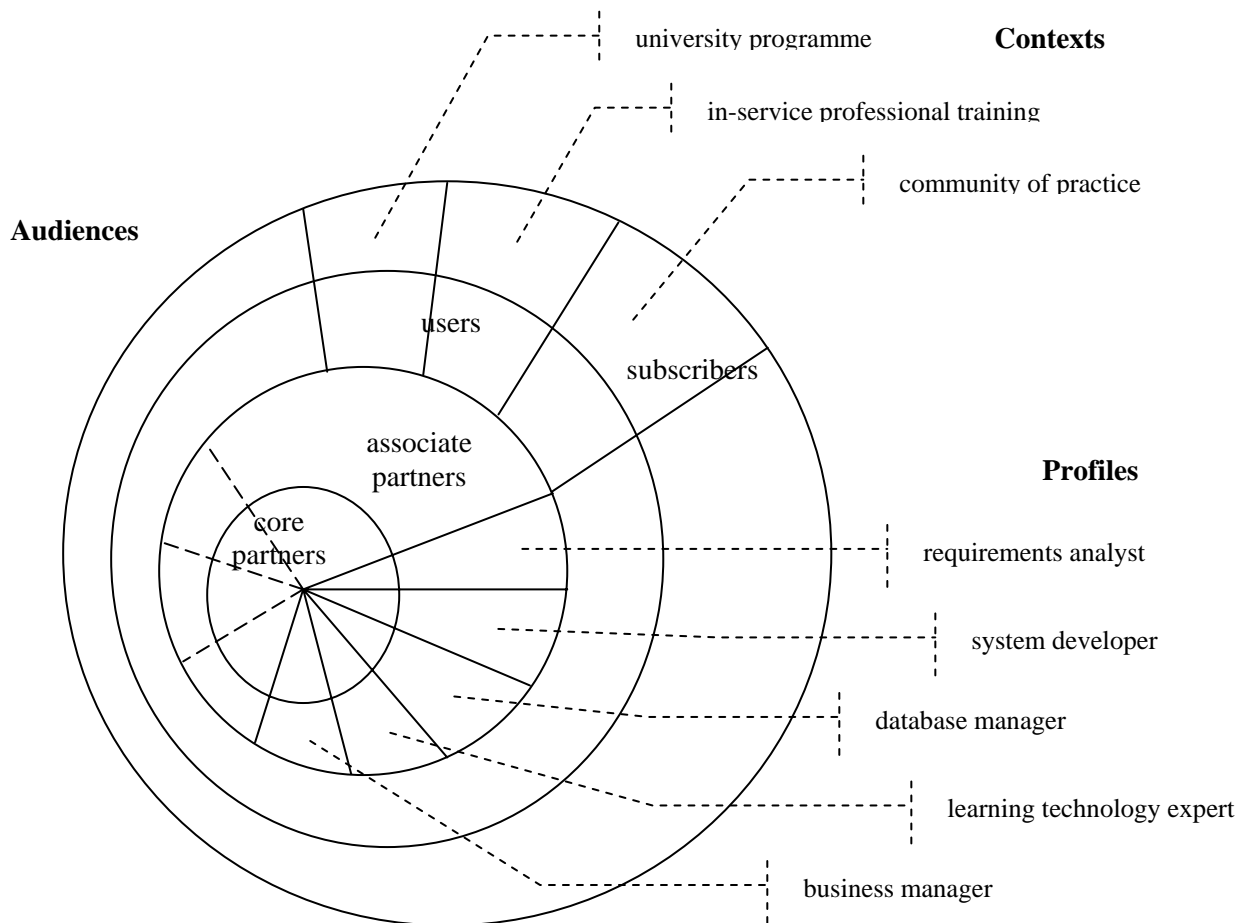 university programme
Contexts
in-service professional training
community of practice
Audiences
users
subscribers
associate
partners
Profiles
core
partners
requirements analyst
system developer
database manager
learning technology expert
business manager